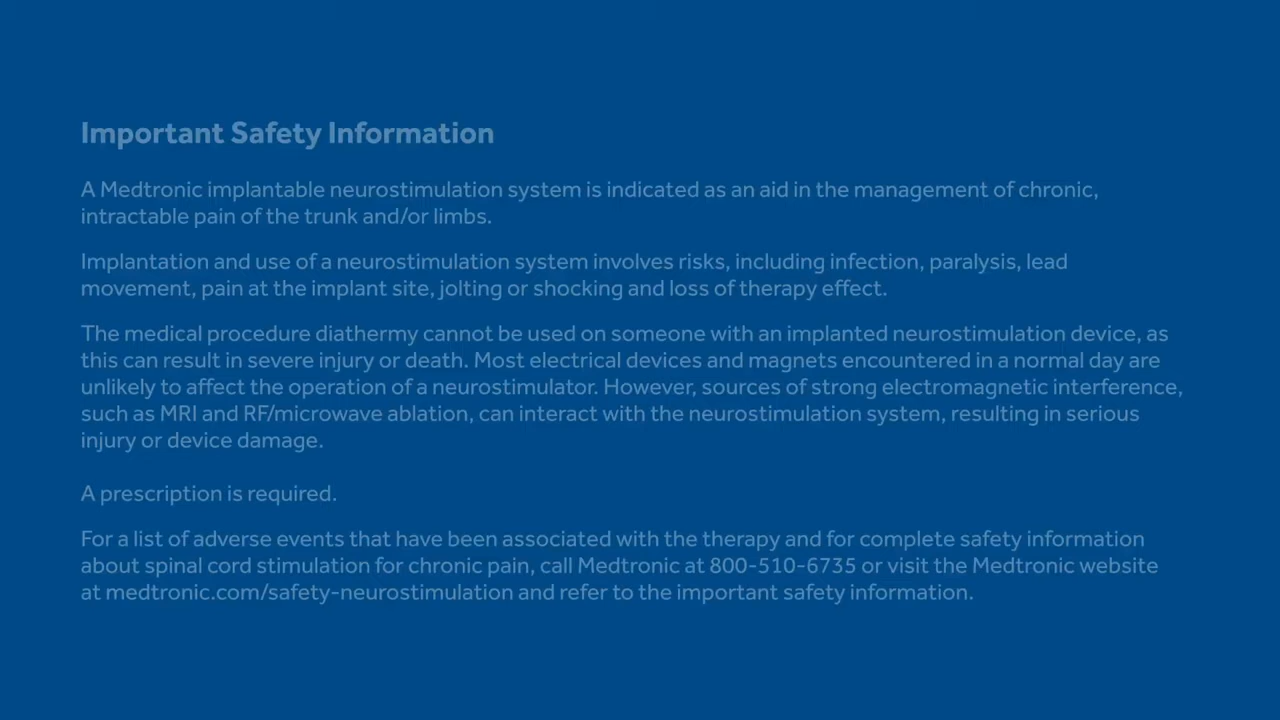 Important Safety Information
A Medtronic implantable neurostimulation system is indicated as an aid in the management of chronic,
intractable pain of the trunk and/or limbs.
Implantation and use of a neurostimulation system involves risks, including infection, paralysis, lead
movement, pain at the implant site, jolting or shocking and loss of therapy effect.
The medical procedure diathermy cannot be used on someone with an implanted neurostimulation device, as
this can result in severe injury or death. Most electrical devices and magnets encountered in a normal day are
unlikely to affect the operation of a neurostimulator. However, sources of strong electromagnetic interference,
such as MRI and RF/microwave ablation, can interact with the neurostimulation system, resulting in serious
injury or device damage.
A prescription is required.
For a list of adverse events that have been associated with the therapy and for complete safety information
about spinal cord stimulation for chronic pain, call Medtronic at 800-510-6735 or visit the Medtronic website
at medtronic.com/safety-neurostimulation and refer to the important safety information.